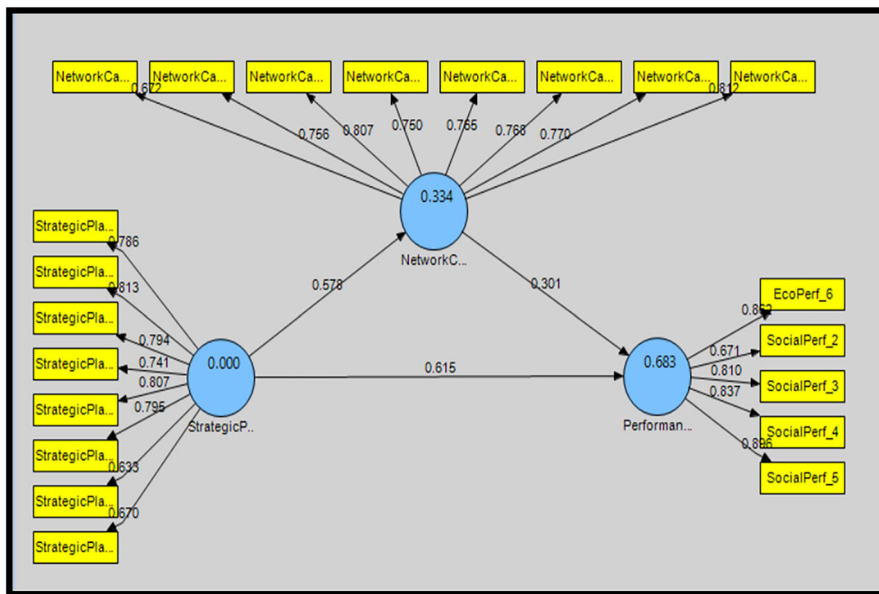 NetworkCa... NetworkCa... NetworkCa... NetworkCa... NetworkCa... NetworkCa... NetworkCa... NetworkCa...
0.672 0.812
0.756 0.807 0.750 0.768 0.770
0.334
NetworkC...
StrategicPla...
0.786
StrategicPla...
0.813
StrategicPla...
0.794
StrategicPla...
0.741
StrategicPla...
0.807
StrategicPla...
0.795
StrategicPla...
0.633
StrategicPla...
0.670
0.578
0.301
0.000
StrategicP..
0.615
0.683
Performan...
EcoPerf_6
SocialPerf_2
0.671
SocialPerf_3
0.810
SocialPerf_4
0.837
SocialPerf_5
0.896